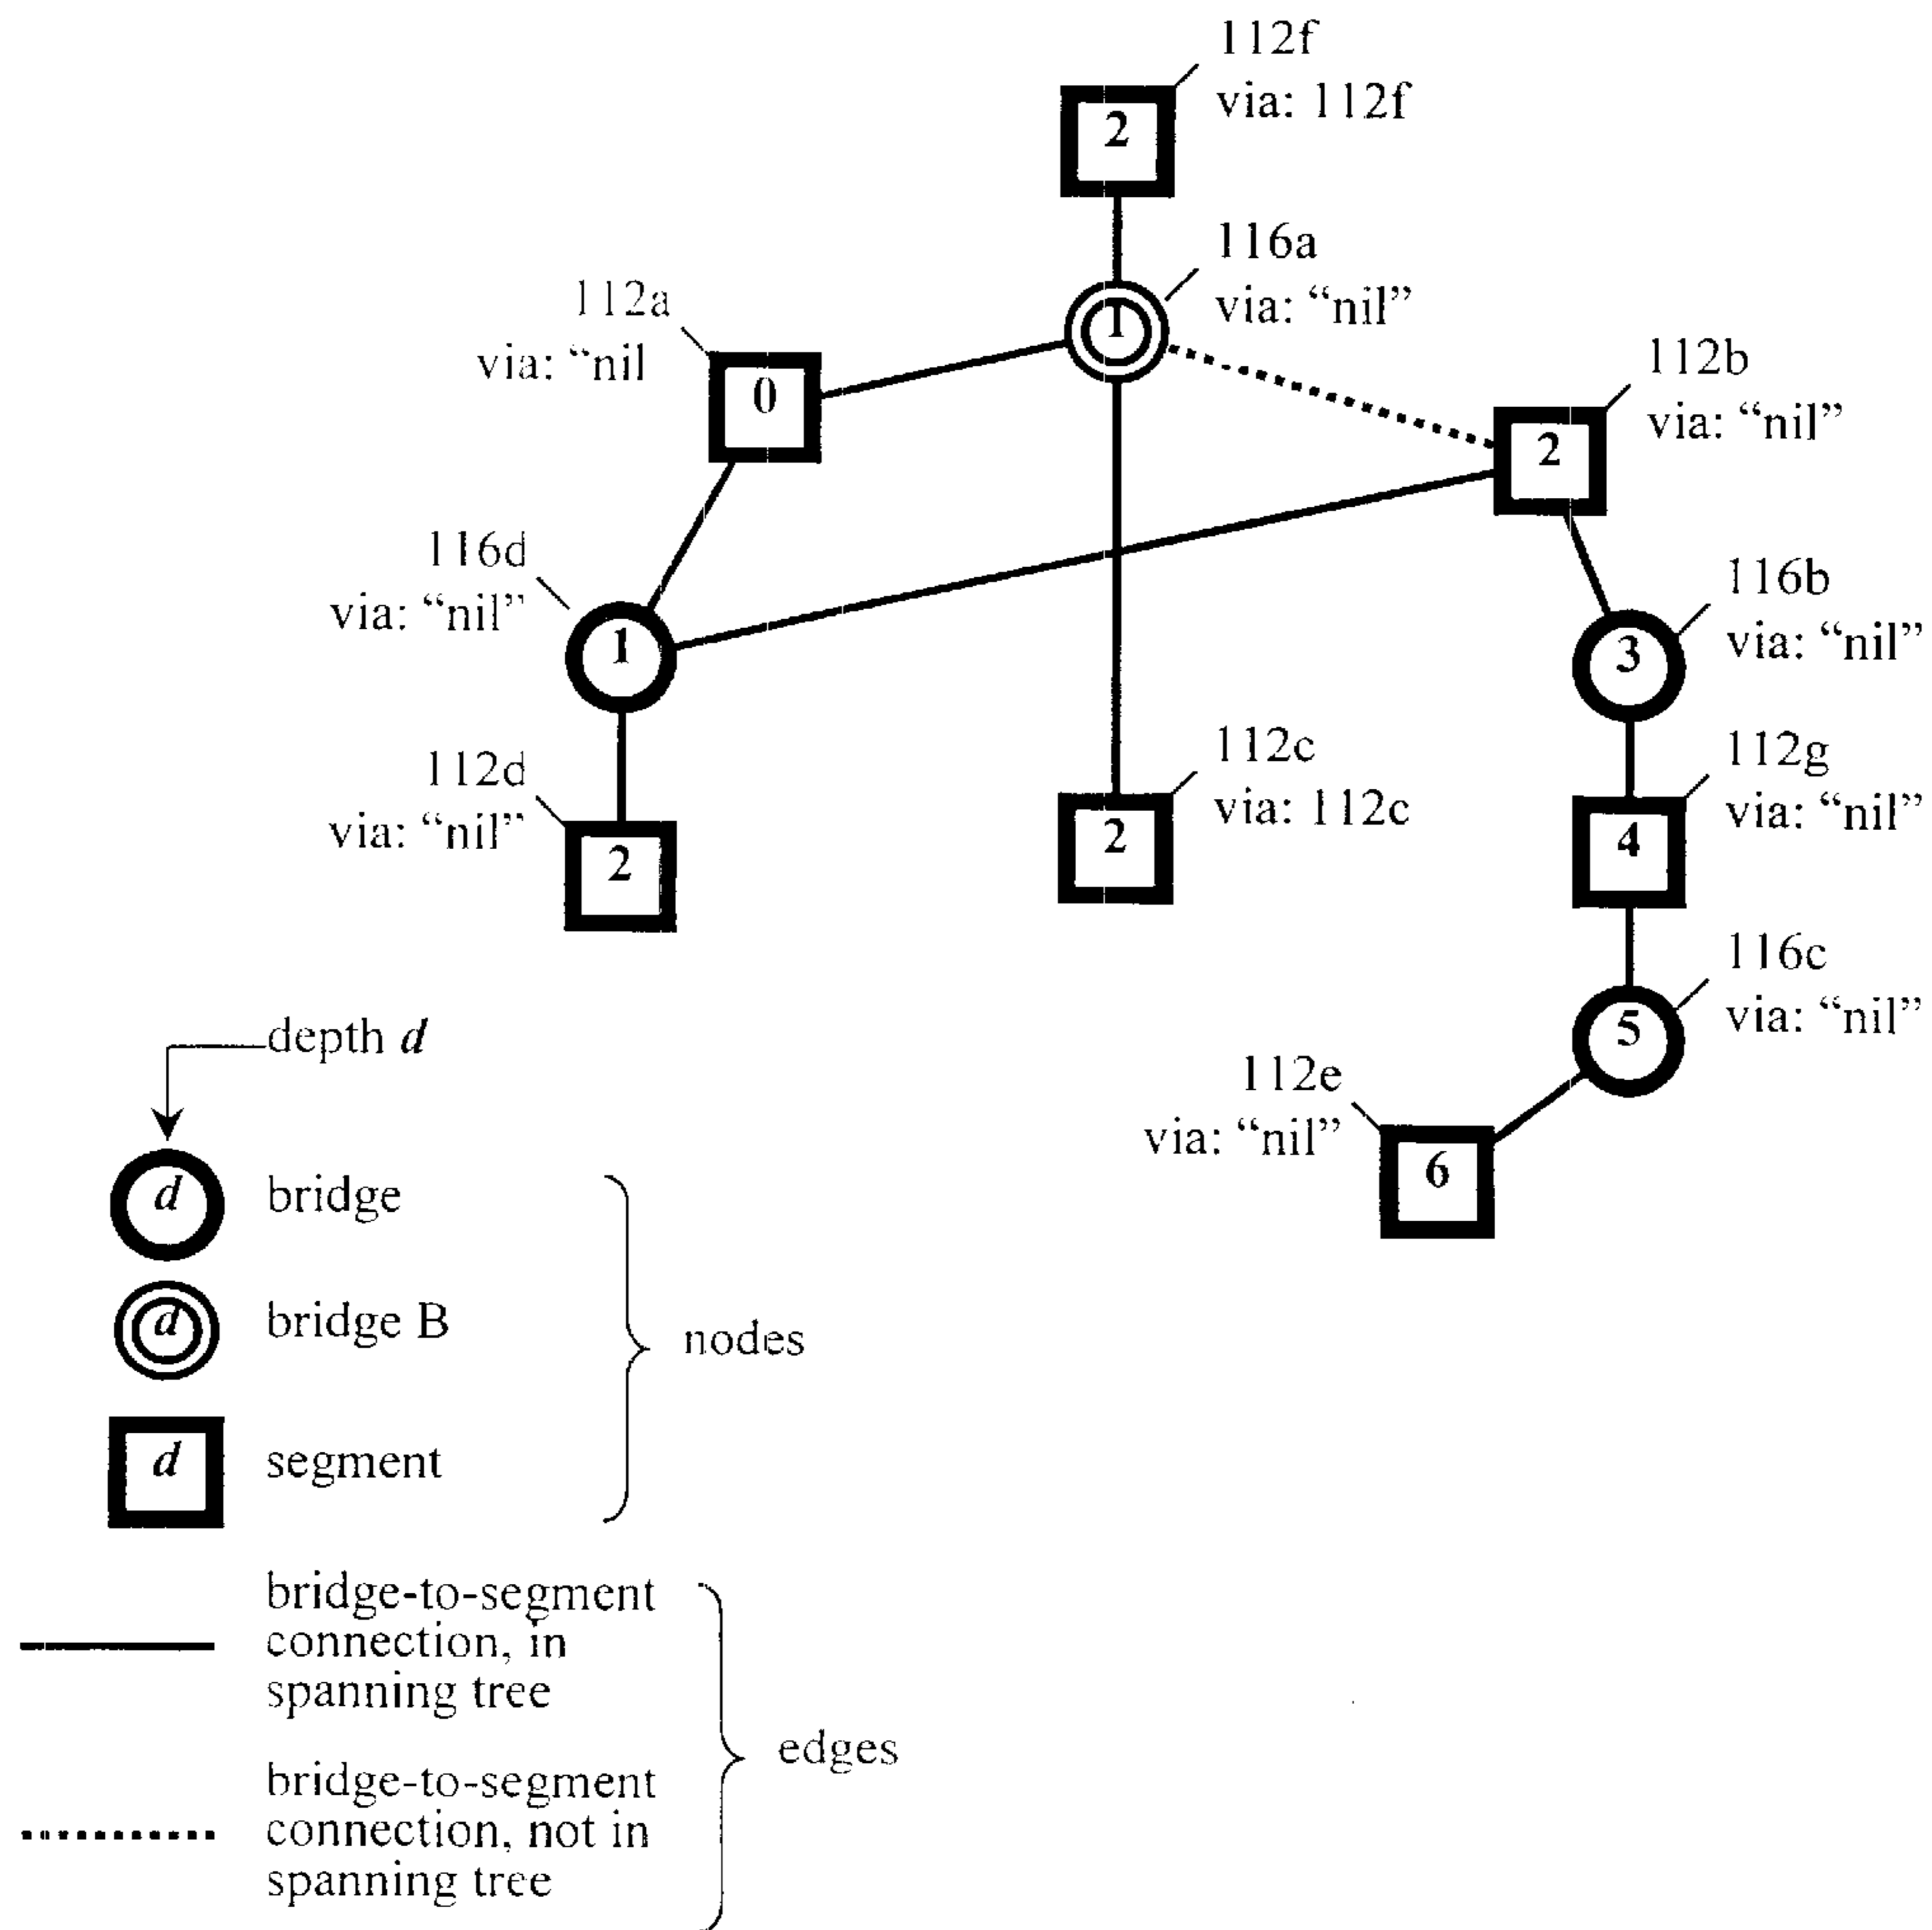 112f
via: 112f
2
116a
via: “nil”
1
112a
via: “nil
0
112b
via: “nil”
2
116d
via: “nil”
1
116b
via: “nil”
3
112d
via: “nil”
2
112c
via: 112c
2
112g
via: “nil”
4
116c
via: “nil”
5
112e
via: “nil”
6
depth d
d
bridge
d
bridge B
d
segment
nodes
bridge-to-segment
connection, in
spanning tree
bridge-to-segment
connection, not in
spanning tree
edges